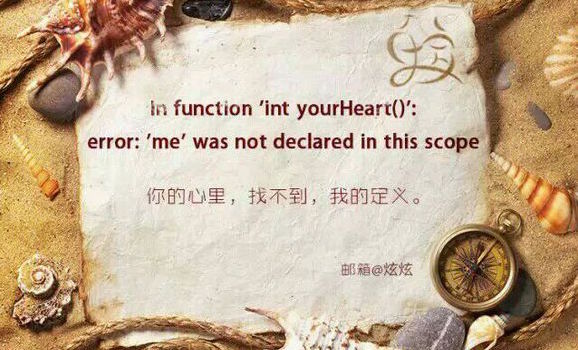 In function 'int yourHeart()':
error: 'me' was not declared in this scope
你的心里，找不到，我的定义。
邮箱@炫炫